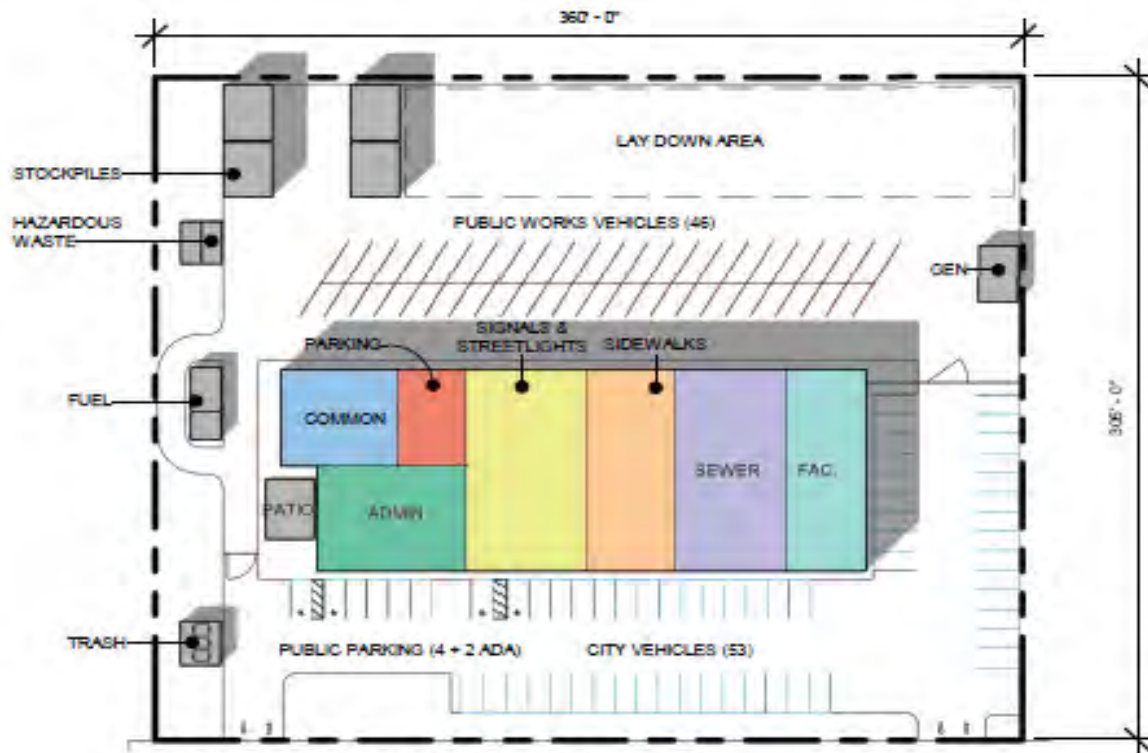 360' - 0"
LAY DOWN AREA
STOCKPILES
HAZARDOUS
WASTE
PUBLIC WORKS VEHICLES (46)
GEN
PARKING
SIGNALS &
STREETLIGHTS
SIDEWALKS
FUEL
COMMON
305' - 0"
SEWER
FAC.
PATIO
ADMIN
TRASH
PUBLIC PARKING (4 + 2 ADA)
CITY VEHICLES (53)